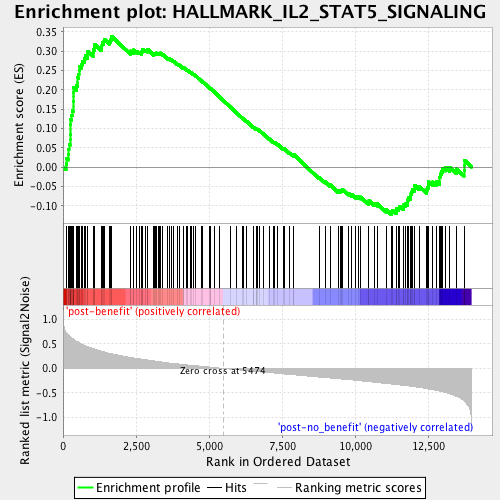 Enrichment plot: HALLMARK_IL2_STAT5_SIGNALING
Enrichment score (ES)
0.35
0.30
0.25
0.20
0.15
0.10
0.05
0.00
-0.05
-0.10
'post-benefit' (positively correlated)
Ranked list metric (Signal2Noise)
1.0
0.5
0.0
-0.5
-1.0
Zero cross at 5474
'post-no_benefit' (negatively correlated)
0 2,500 5,000 7,500 10,000 12,500
Rank in Ordered Dataset
Enrichment profile Hits Ranking metric scores